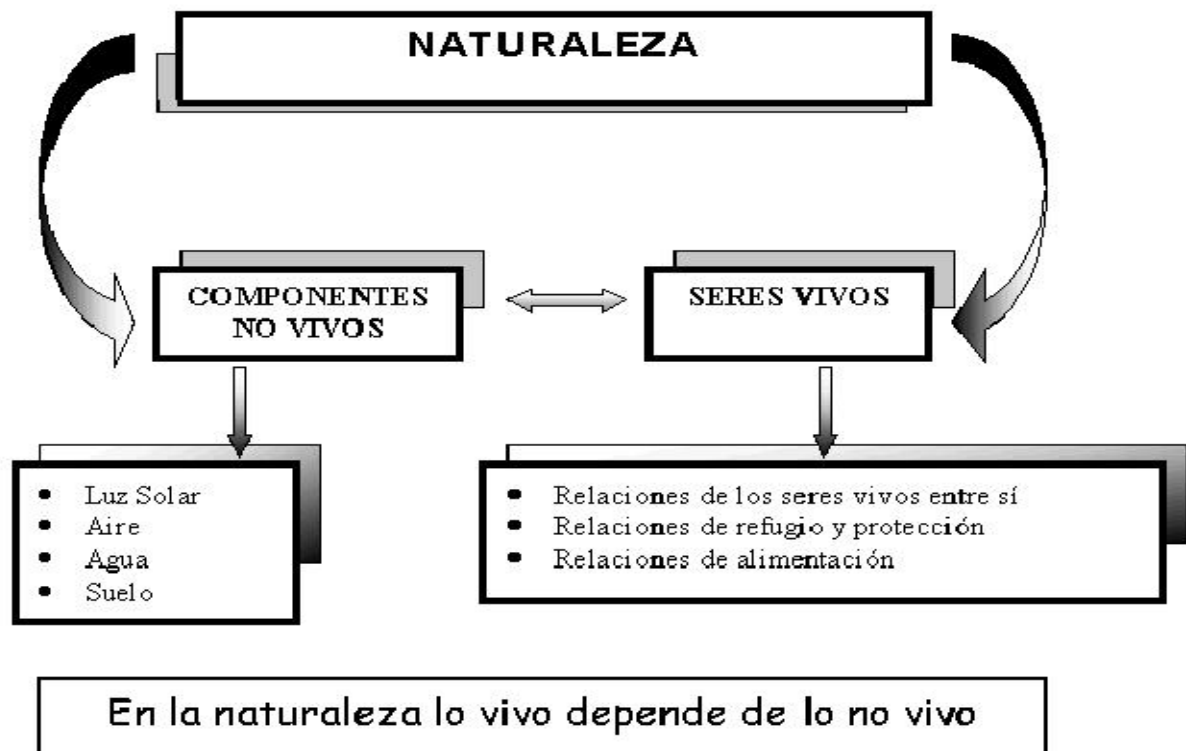 NATURALEZA
COMPONENTES
NO VIVOS
SERES VIVOS
• Luz Solar
• Aire
• Agua
• Suelo
• Relaciones de los seres vivos entre sí
• Relaciones de refugio y protección
• Relaciones de alimentación
En la naturaleza lo vivo depende de lo no vivo